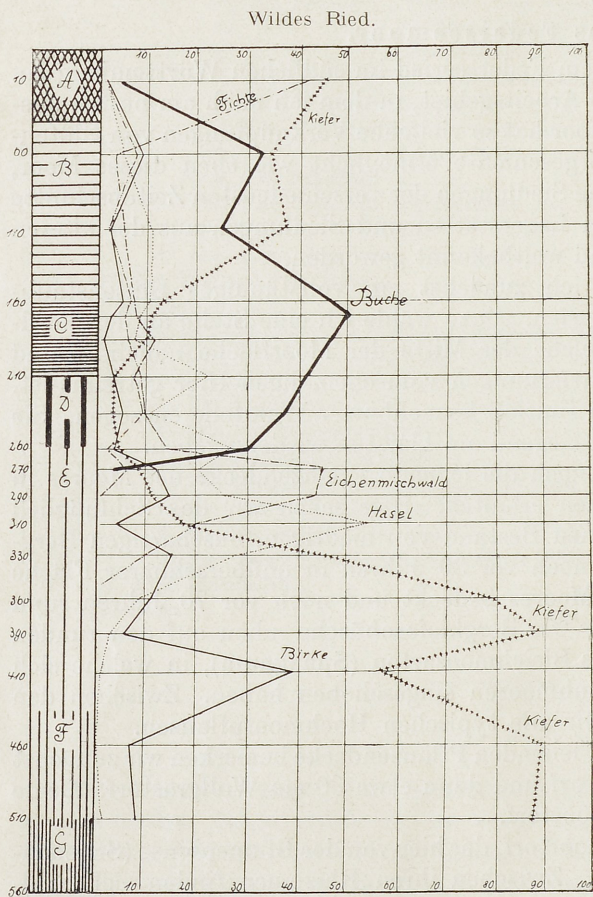 Wildes Ried.
10 20 30 40 50 60 70 80 90 100
10
A
Fichte
Kiefer
60
B
110
160
Buche
C
210
D
260
270
E
Eichenmischwald
290
Hasel
310
330
360
Kiefer
390
Birke
410
Kiefer
F
460
510
G
560
10 20 30 40 50 60 70 80 90 100